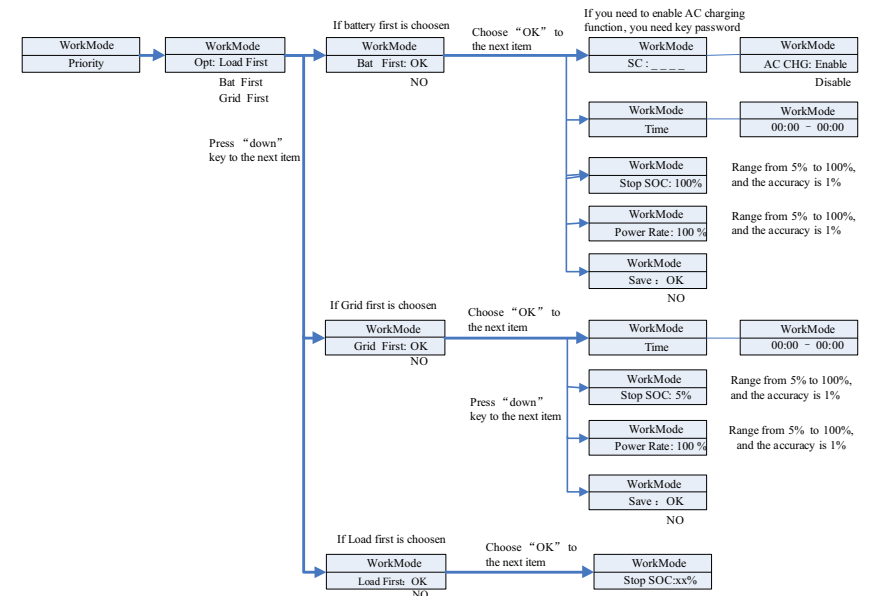 WorkMode
Priority
WorkMode
Opt: Load First
Bat First
Grid First
Press “down”
key to the next item
If battery first is choosen
WorkMode
Bat First: OK
NO
Choose “OK” to
the next item
If you need to enable AC charging
function, you need key password
WorkMode
SC : _ _ _ _
WorkMode
AC CHG: Enable
Disable
WorkMode
Time
WorkMode
00:00 - 00:00
WorkMode
Stop SOC: 100%
Range from 5% to 100%,
and the accuracy is 1%
WorkMode
Power Rate: 100 %
Range from 5% to 100%,
and the accuracy is 1%
WorkMode
Save : OK
NO
If Grid first is choosen
WorkMode
Grid First: OK
NO
Choose “OK” to
the next item
WorkMode
Time
WorkMode
00:00 - 00:00
WorkMode
Stop SOC: 5%
Range from 5% to 100%,
and the accuracy is 1%
Press “down”
key to the next item
WorkMode
Power Rate: 100 %
Range from 5% to 100%,
and the accuracy is 1%
WorkMode
Save : OK
NO
If Load first is choosen
WorkMode
Load First: OK
NO
Choose “OK” to
the next item
WorkMode
Stop SOC:xx%